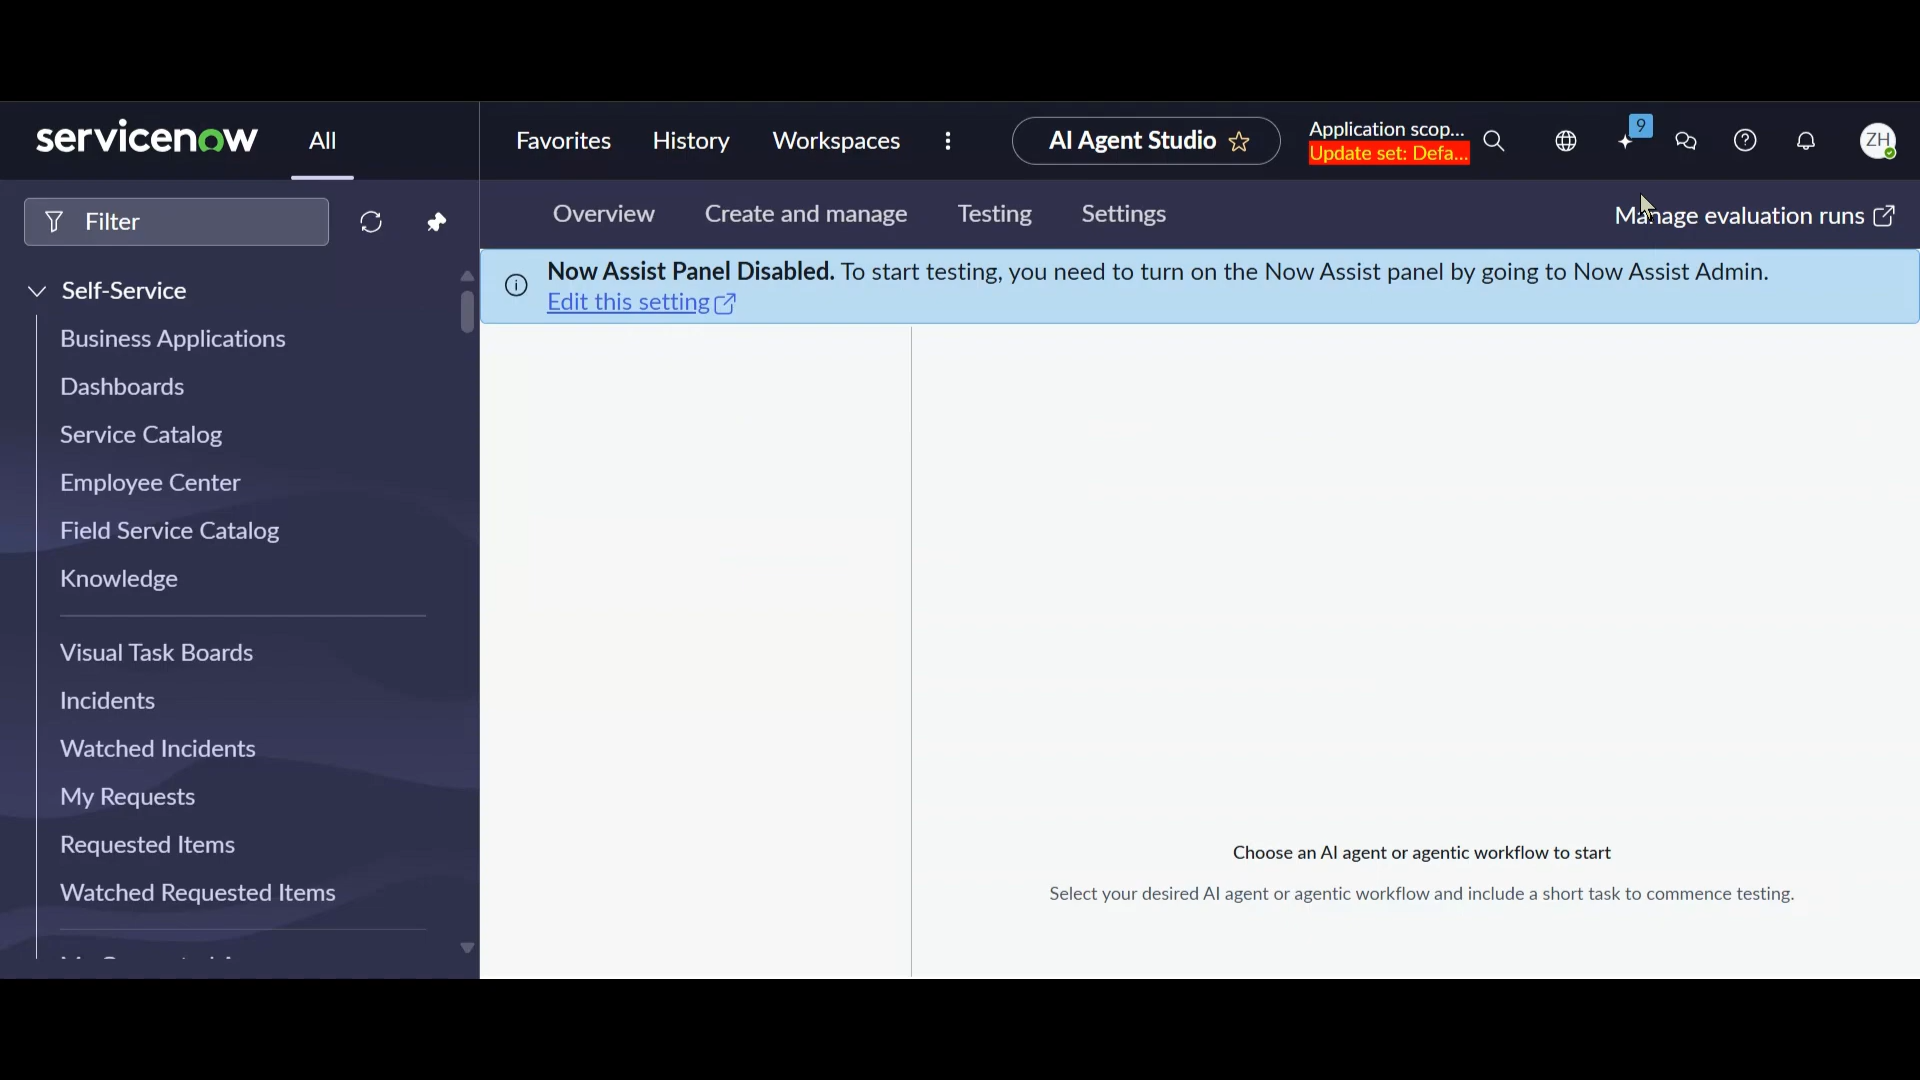 servicenow
All
Favorites
History
Workspaces
AI Agent Studio
Application scop...
Update set: Defa...
9
ZH
Filter
Overview
Create and manage
Testing
Settings
Manage evaluation runs
Now Assist Panel Disabled. To start testing, you need to turn on the Now Assist panel by going to Now Assist Admin.
Edit this setting
Self-Service
Business Applications
Dashboards
Service Catalog
Employee Center
Field Service Catalog
Knowledge
Visual Task Boards
Incidents
Watched Incidents
My Requests
Requested Items
Watched Requested Items
Choose an AI agent or agentic workflow to start
Select your desired AI agent or agentic workflow and include a short task to commence testing.